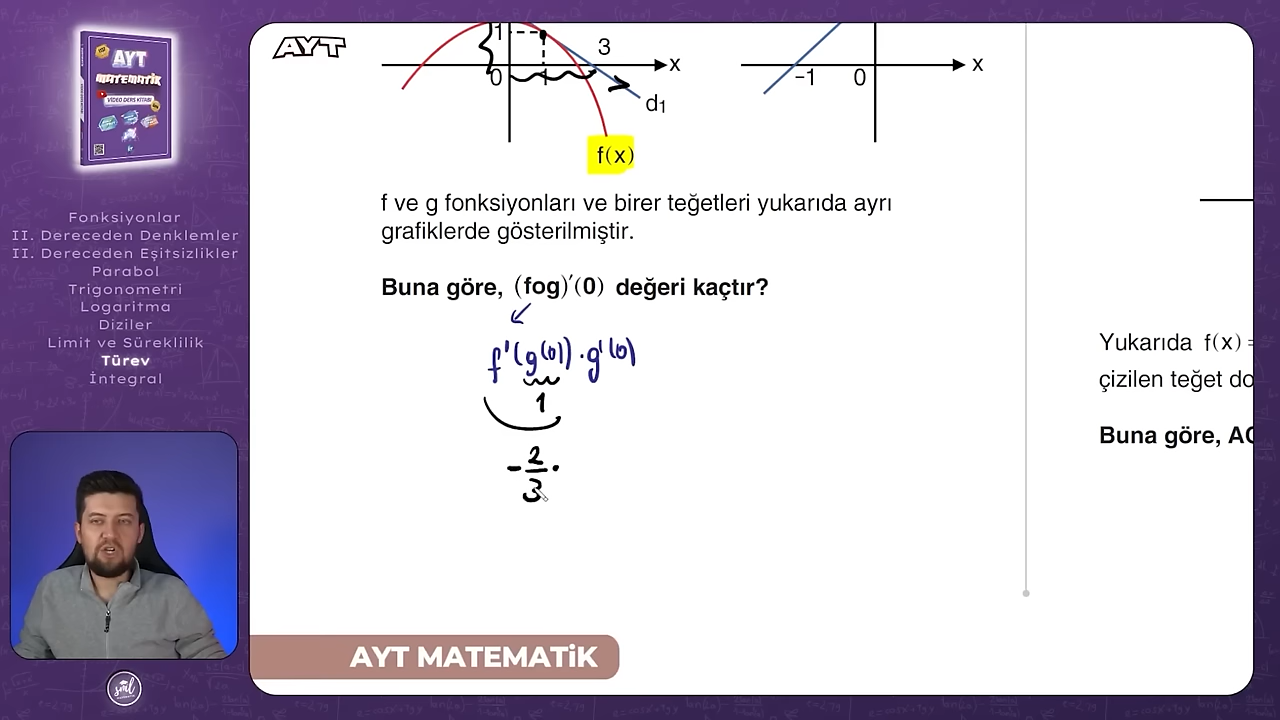 AYT
MATEMATİK
VİDEO DERS KİTABI
Fonksiyonlar
II. Dereceden Denklemler
II. Dereceden Eşitsizlikler
Parabol
Trigonometri
Logaritma
Diziler
Limit ve Süreklilik
Türev
İntegral
sml
AYT
1
3
x
0
1
d₁
f(x)
-1
0
x
f ve g fonksiyonları ve birer teğetleri yukarıda ayrı
grafiklerde gösterilmiştir.
Buna göre, (fog)′(0) değeri kaçtır?
f'(g(0)) · g'(0)
1
- 2/3 ·
Yukarıda f(x) =
çizilen teğet do
Buna göre, AC
AYT MATEMATİK